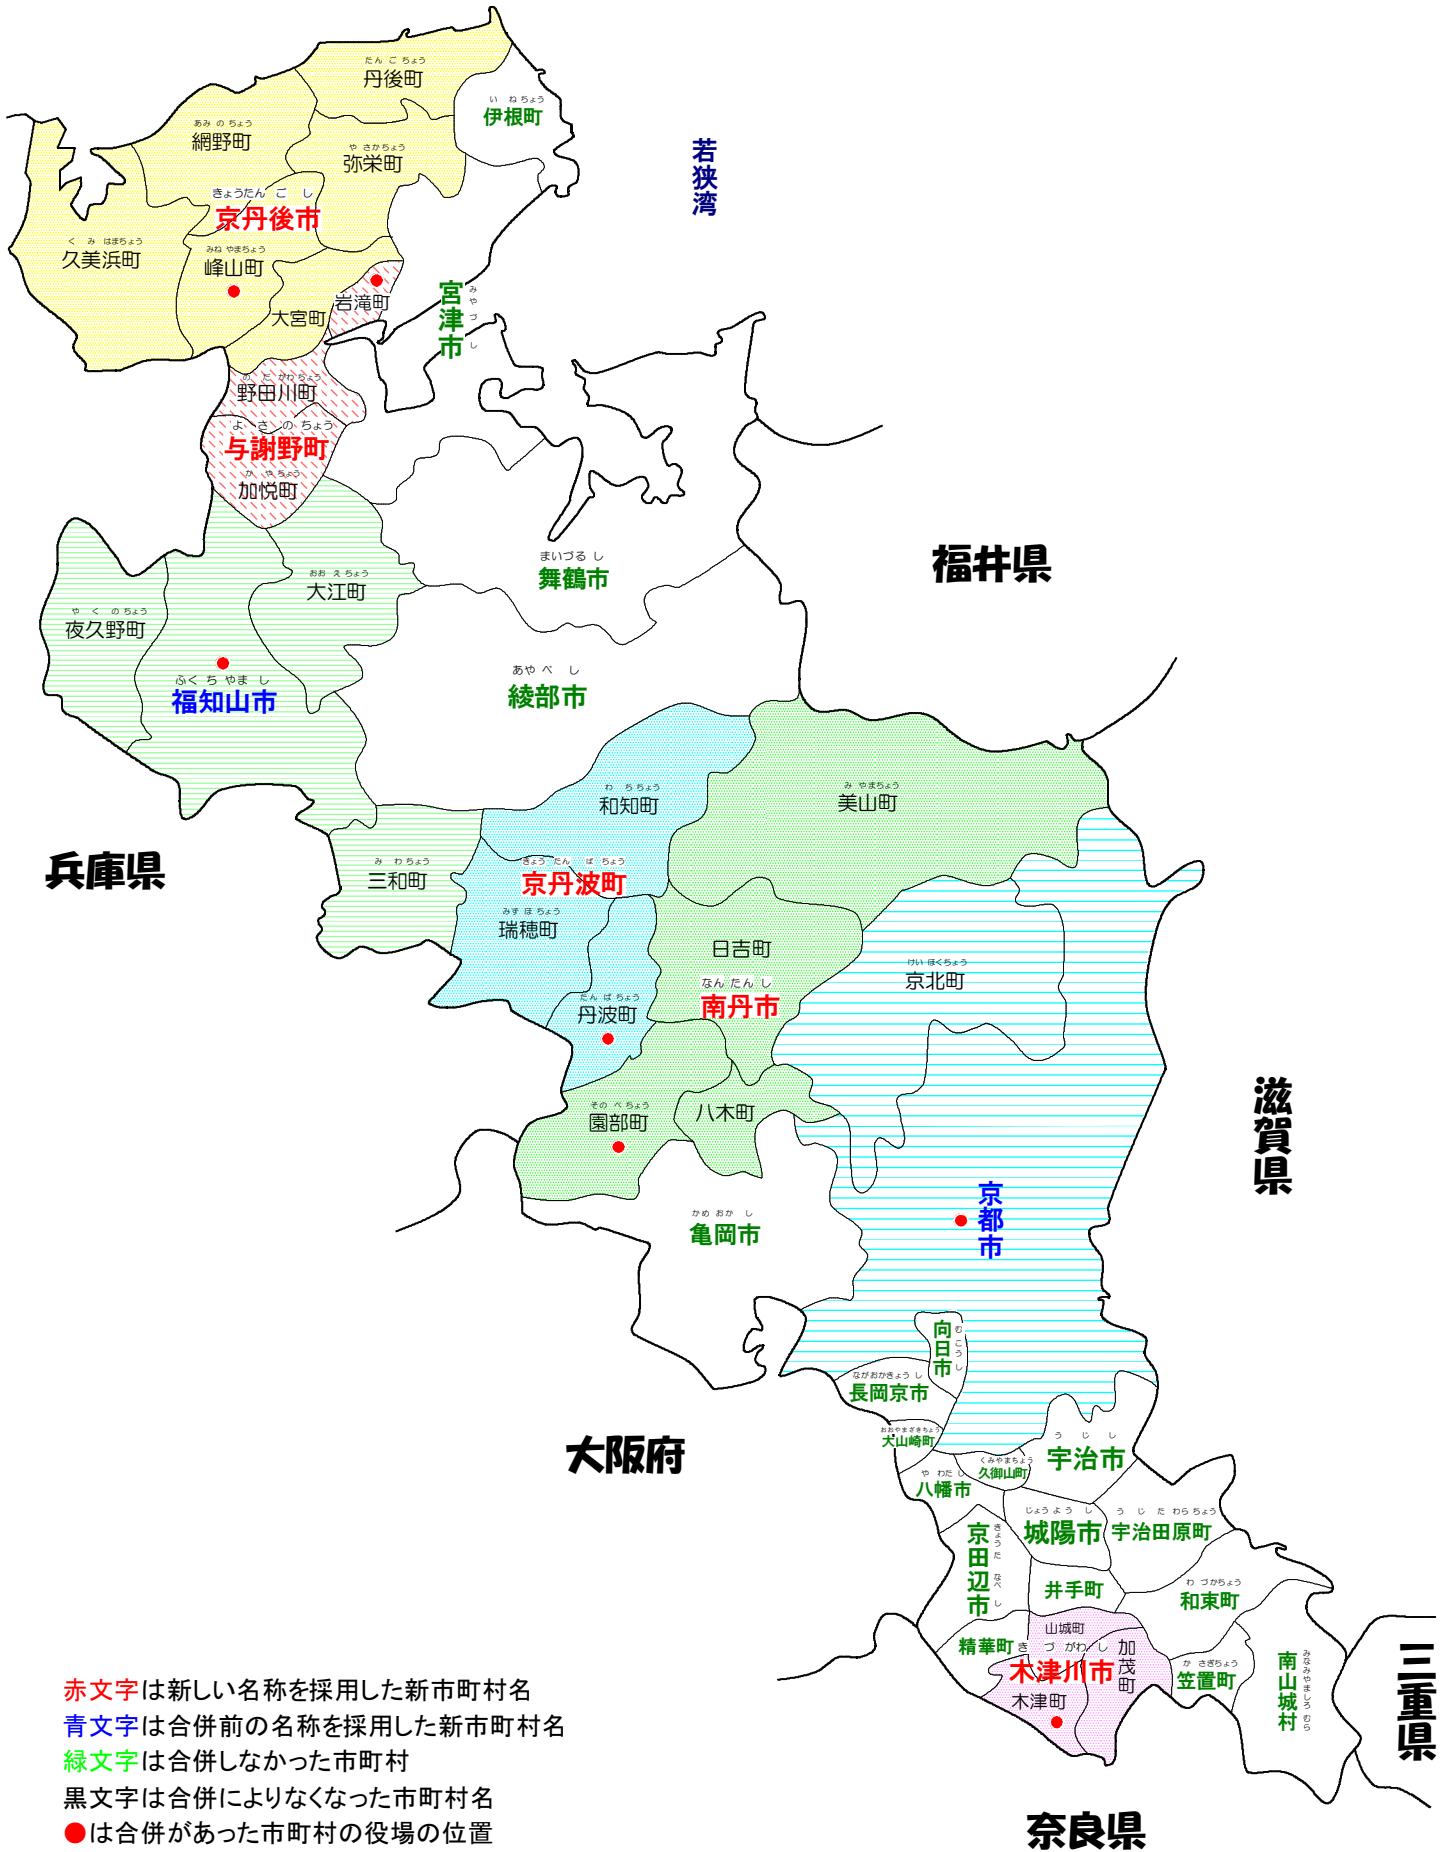 たんごちょう
丹後町
いねちょう
伊根町
あみのちょう
網野町
やさかちょう
弥栄町
若狭湾
きょうたんごし
京丹後市
くみはまちょう
久美浜町
みねやまちょう
峰山町
大宮町
岩滝町
宮津市
みやづし
のだがわちょう
野田川町
よさのちょう
与謝野町
かやちょう
加悦町
まいづるし
舞鶴市
福井県
おおえちょう
大江町
やくのちょう
夜久野町
ふくちやまし
福知山市
あやべし
綾部市
わちちょう
和知町
みやまちょう
美山町
兵庫県
みわちょう
三和町
きょうたんばちょう
京丹波町
みずほちょう
瑞穂町
日吉町
なんたんし
南丹市
けいほくちょう
京北町
たんばちょう
丹波町
そのべちょう
園部町
八木町
滋賀県
かめおかし
亀岡市
京都市
向日市
むこうし
ながおかきょうし
長岡京市
おおやまざきちょう
大山崎町
大阪府
うじし
宇治市
くみやまちょう
久御山町
やわたし
八幡市
じょうようし
城陽市
うじたわらちょう
宇治田原町
京田辺市
きょうたなべし
井手町
わづかちょう
和束町
山城町
精華町
きづがわし
木津川市
加茂町
木津町
かさぎちょう
笠置町
南山城村
みなみやましろむら
三重県
奈良県
赤文字は新しい名称を採用した新市町村名
青文字は合併前の名称を採用した新市町村名
緑文字は合併しなかった市町村
黒文字は合併によりなくなった市町村名
●は合併があった市町村の役場の位置